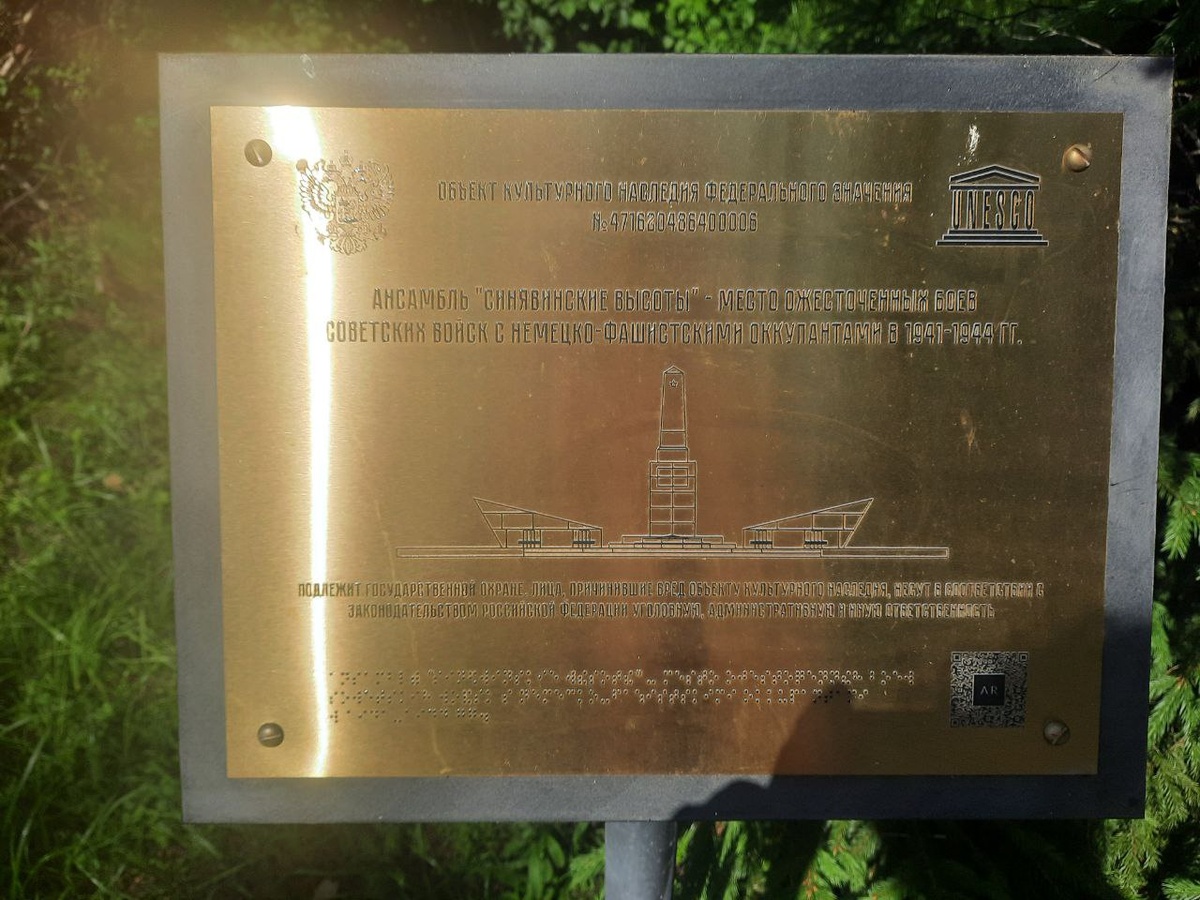 ОБЪЕКТ КУЛЬТУРНОГО НАСЛЕДИЯ ФЕДЕРАЛЬНОГО ЗНАЧЕНИЯ
№471620486400006
UNESCO
АНСАМБЛЬ "СИНЯВИНСКИЕ ВЫСОТЫ" - МЕСТО ОЖЕСТОЧЕННЫХ БОЕВ
СОВЕТСКИХ ВОЙСК С НЕМЕЦКО-ФАШИСТСКИМИ ОККУПАНТАМИ В 1941-1944 ГГ.
ПОДЛЕЖИТ ГОСУДАРСТВЕННОЙ ОХРАНЕ. ЛИЦА, ПРИЧИНИВШИЕ ВРЕД ОБЪЕКТУ КУЛЬТУРНОГО НАСЛЕДИЯ, НЕСУТ В СООТВЕТСТВИИ С
ЗАКОНОДАТЕЛЬСТВОМ РОССИЙСКОЙ ФЕДЕРАЦИИ УГОЛОВНУЮ, АДМИНИСТРАТИВНУЮ И ИНУЮ ОТВЕТСТВЕННОСТЬ
AR